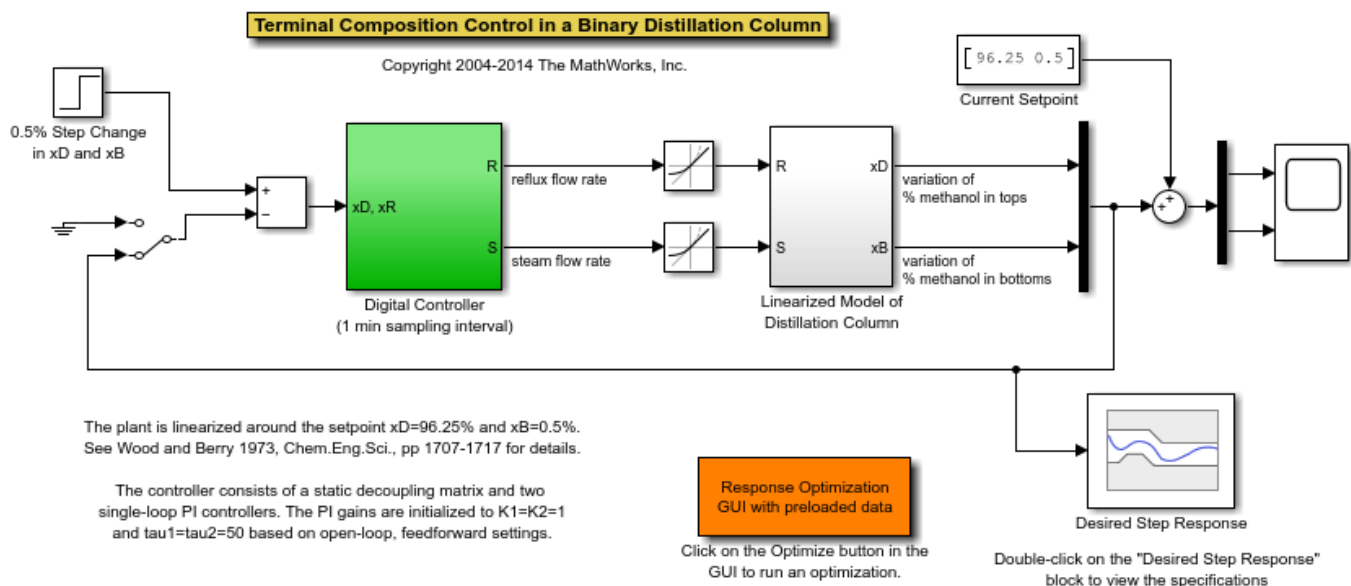 Terminal Composition Control in a Binary Distillation Column
Copyright 2004-2014 The MathWorks, Inc.
[96.25 0.5]
Current Setpoint
0.5% Step Change
in xD and xB
+
−
xD, xR
R
S
Digital Controller
(1 min sampling interval)
reflux flow rate
steam flow rate
R
S
xD
xB
Linearized Model of
Distillation Column
variation of
% methanol in tops
variation of
% methanol in bottoms
+
+
The plant is linearized around the setpoint xD=96.25% and xB=0.5%.
See Wood and Berry 1973, Chem.Eng.Sci., pp 1707-1717 for details.
The controller consists of a static decoupling matrix and two
single-loop PI controllers. The PI gains are initialized to K1=K2=1
and tau1=tau2=50 based on open-loop, feedforward settings.
Response Optimization
GUI with preloaded data
Click on the Optimize button in the
GUI to run an optimization.
Desired Step Response
Double-click on the "Desired Step Response"
block to view the specifications